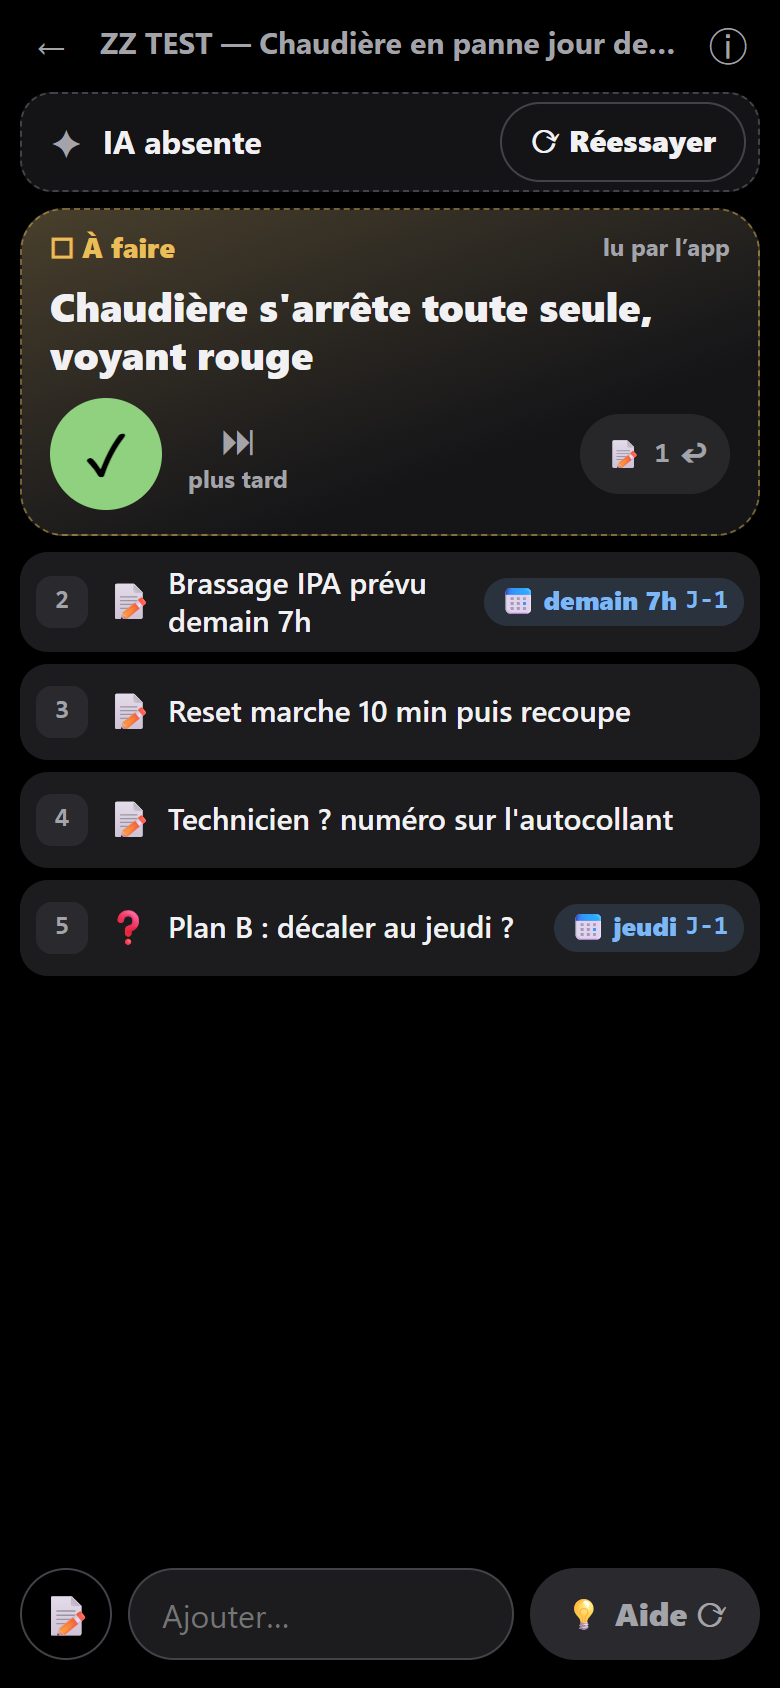 ← ZZ TEST — Chaudière en panne jour de… ⓘ
✦ IA absente
⟳ Réessayer
☐ À faire
lu par l’app
Chaudière s'arrête toute seule,
voyant rouge
✓
⏭
plus tard
📝 1 ↩
2 📝 Brassage IPA prévu
demain 7h
📅 demain 7h J-1
3 📝 Reset marche 10 min puis recoupe
4 📝 Technicien ? numéro sur l'autocollant
5 ❓ Plan B : décaler au jeudi ?
📅 jeudi J-1
📝 Ajouter…
💡 Aide ⟳